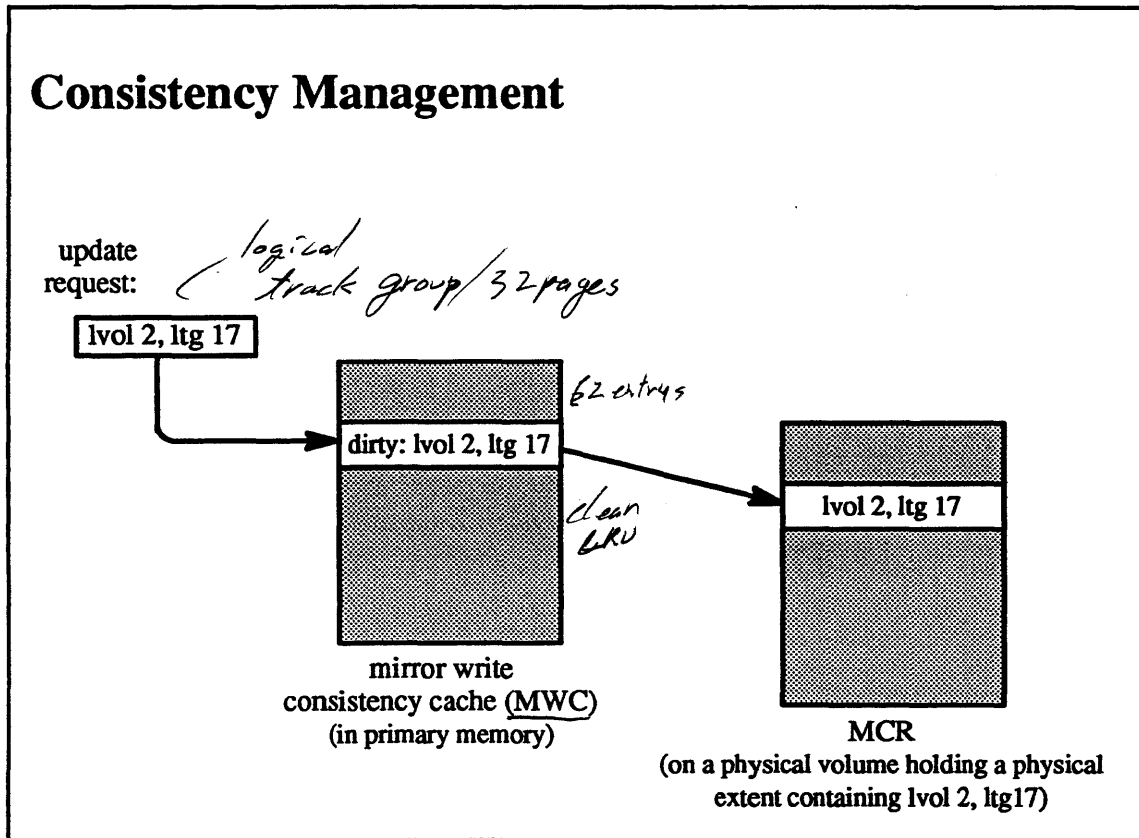 Consistency Management
update
request:
logical
track group/32pages
lvol 2, ltg 17
62 entrys
dirty: lvol 2, ltg 17
clean
LRU
lvol 2, ltg 17
mirror write
consistency cache (MWC)
(in primary memory)
MCR
(on a physical volume holding a physical
extent containing lvol 2, ltg17)